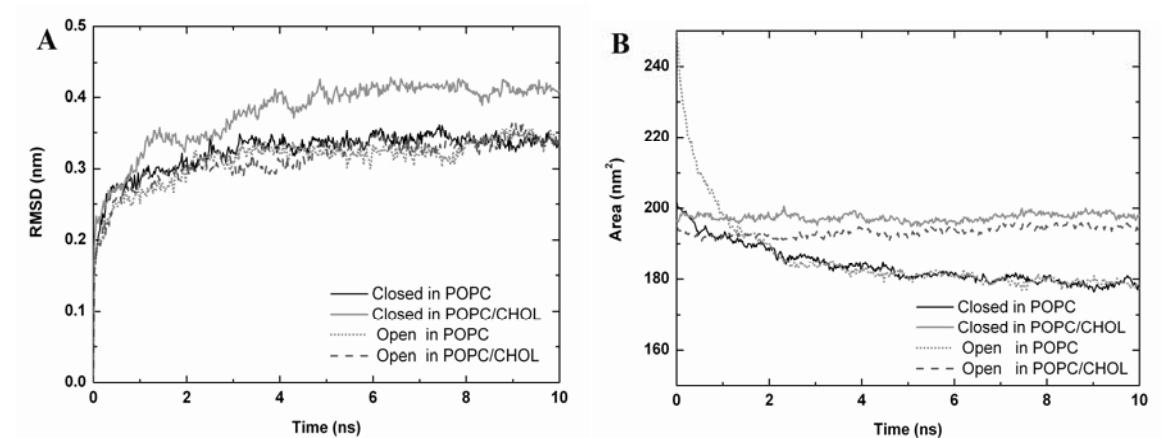 A
RMSD (nm)
0.5
0.4
0.3
0.2
0.1
0.0
Closed in POPC
Closed in POPC/CHOL
Open in POPC
Open in POPC/CHOL
0 2 4 6 8 10
Time (ns)
B
Area (nm²)
240
220
200
180
160
Closed in POPC
Closed in POPC/CHOL
Open in POPC
Open in POPC/CHOL
0 2 4 6 8 10
Time (ns)